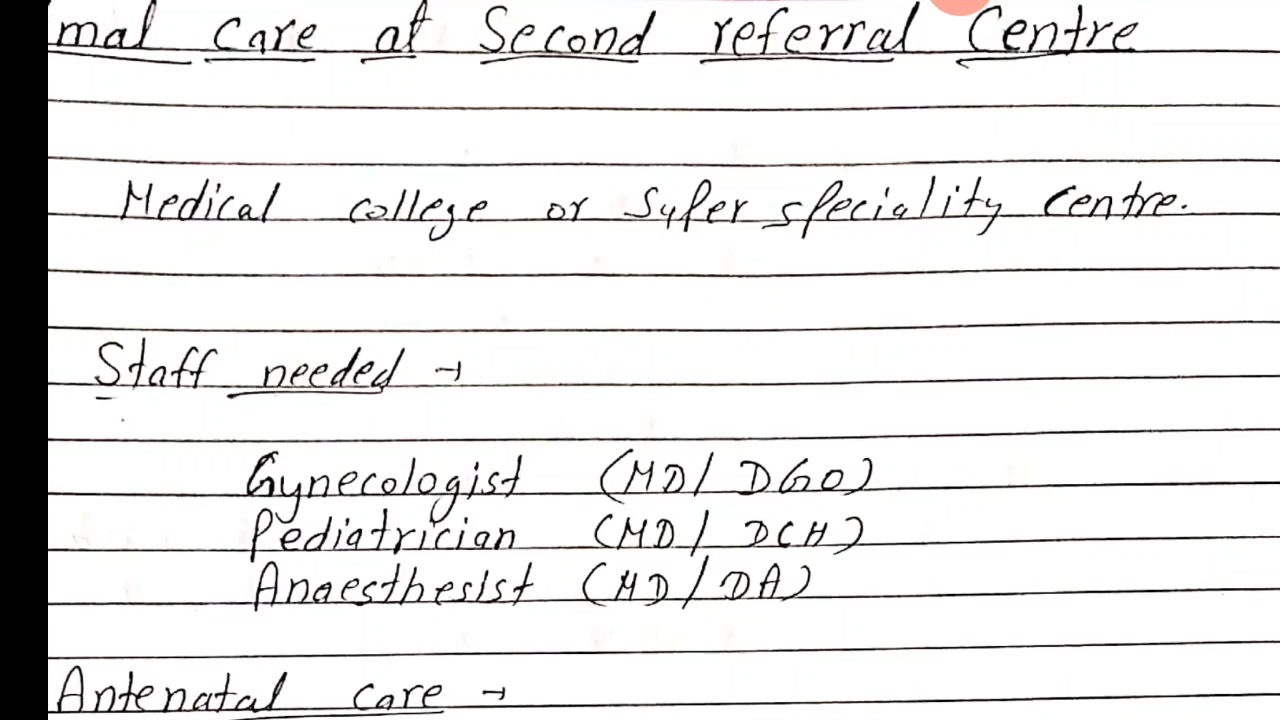 mal care at Second referral Centre
Medical college or Super speciality centre.
Staff needed →
Gynecologist (MD/ DGO)
Pediatrician (MD/ DCH)
Anaesthesist (MD/ DA)
Antenatal care →